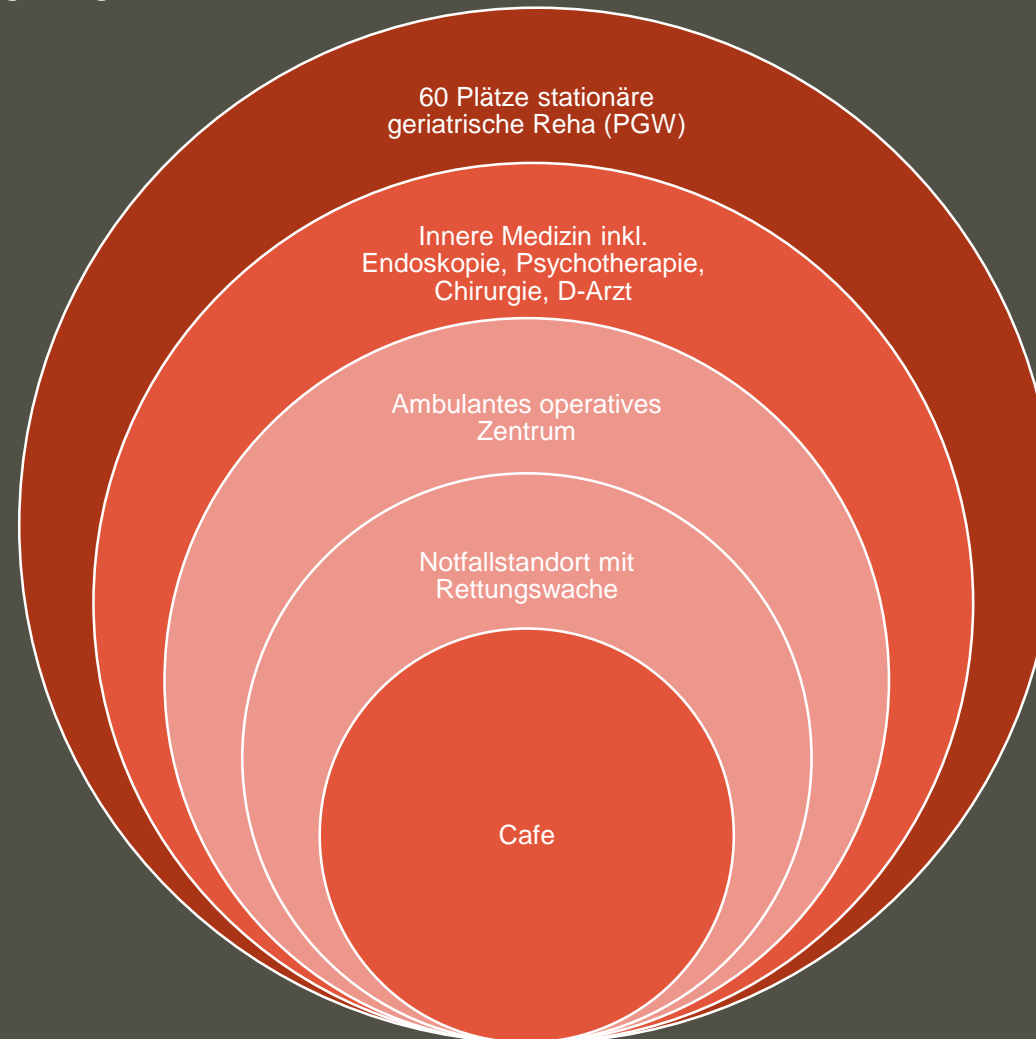 60 Plätze stationäre
geriatrische Reha (PGW)
Innere Medizin inkl.
Endoskopie, Psychotherapie,
Chirurgie, D-Arzt
Ambulantes operatives
Zentrum
Notfallstandort mit
Rettungswache
Cafe